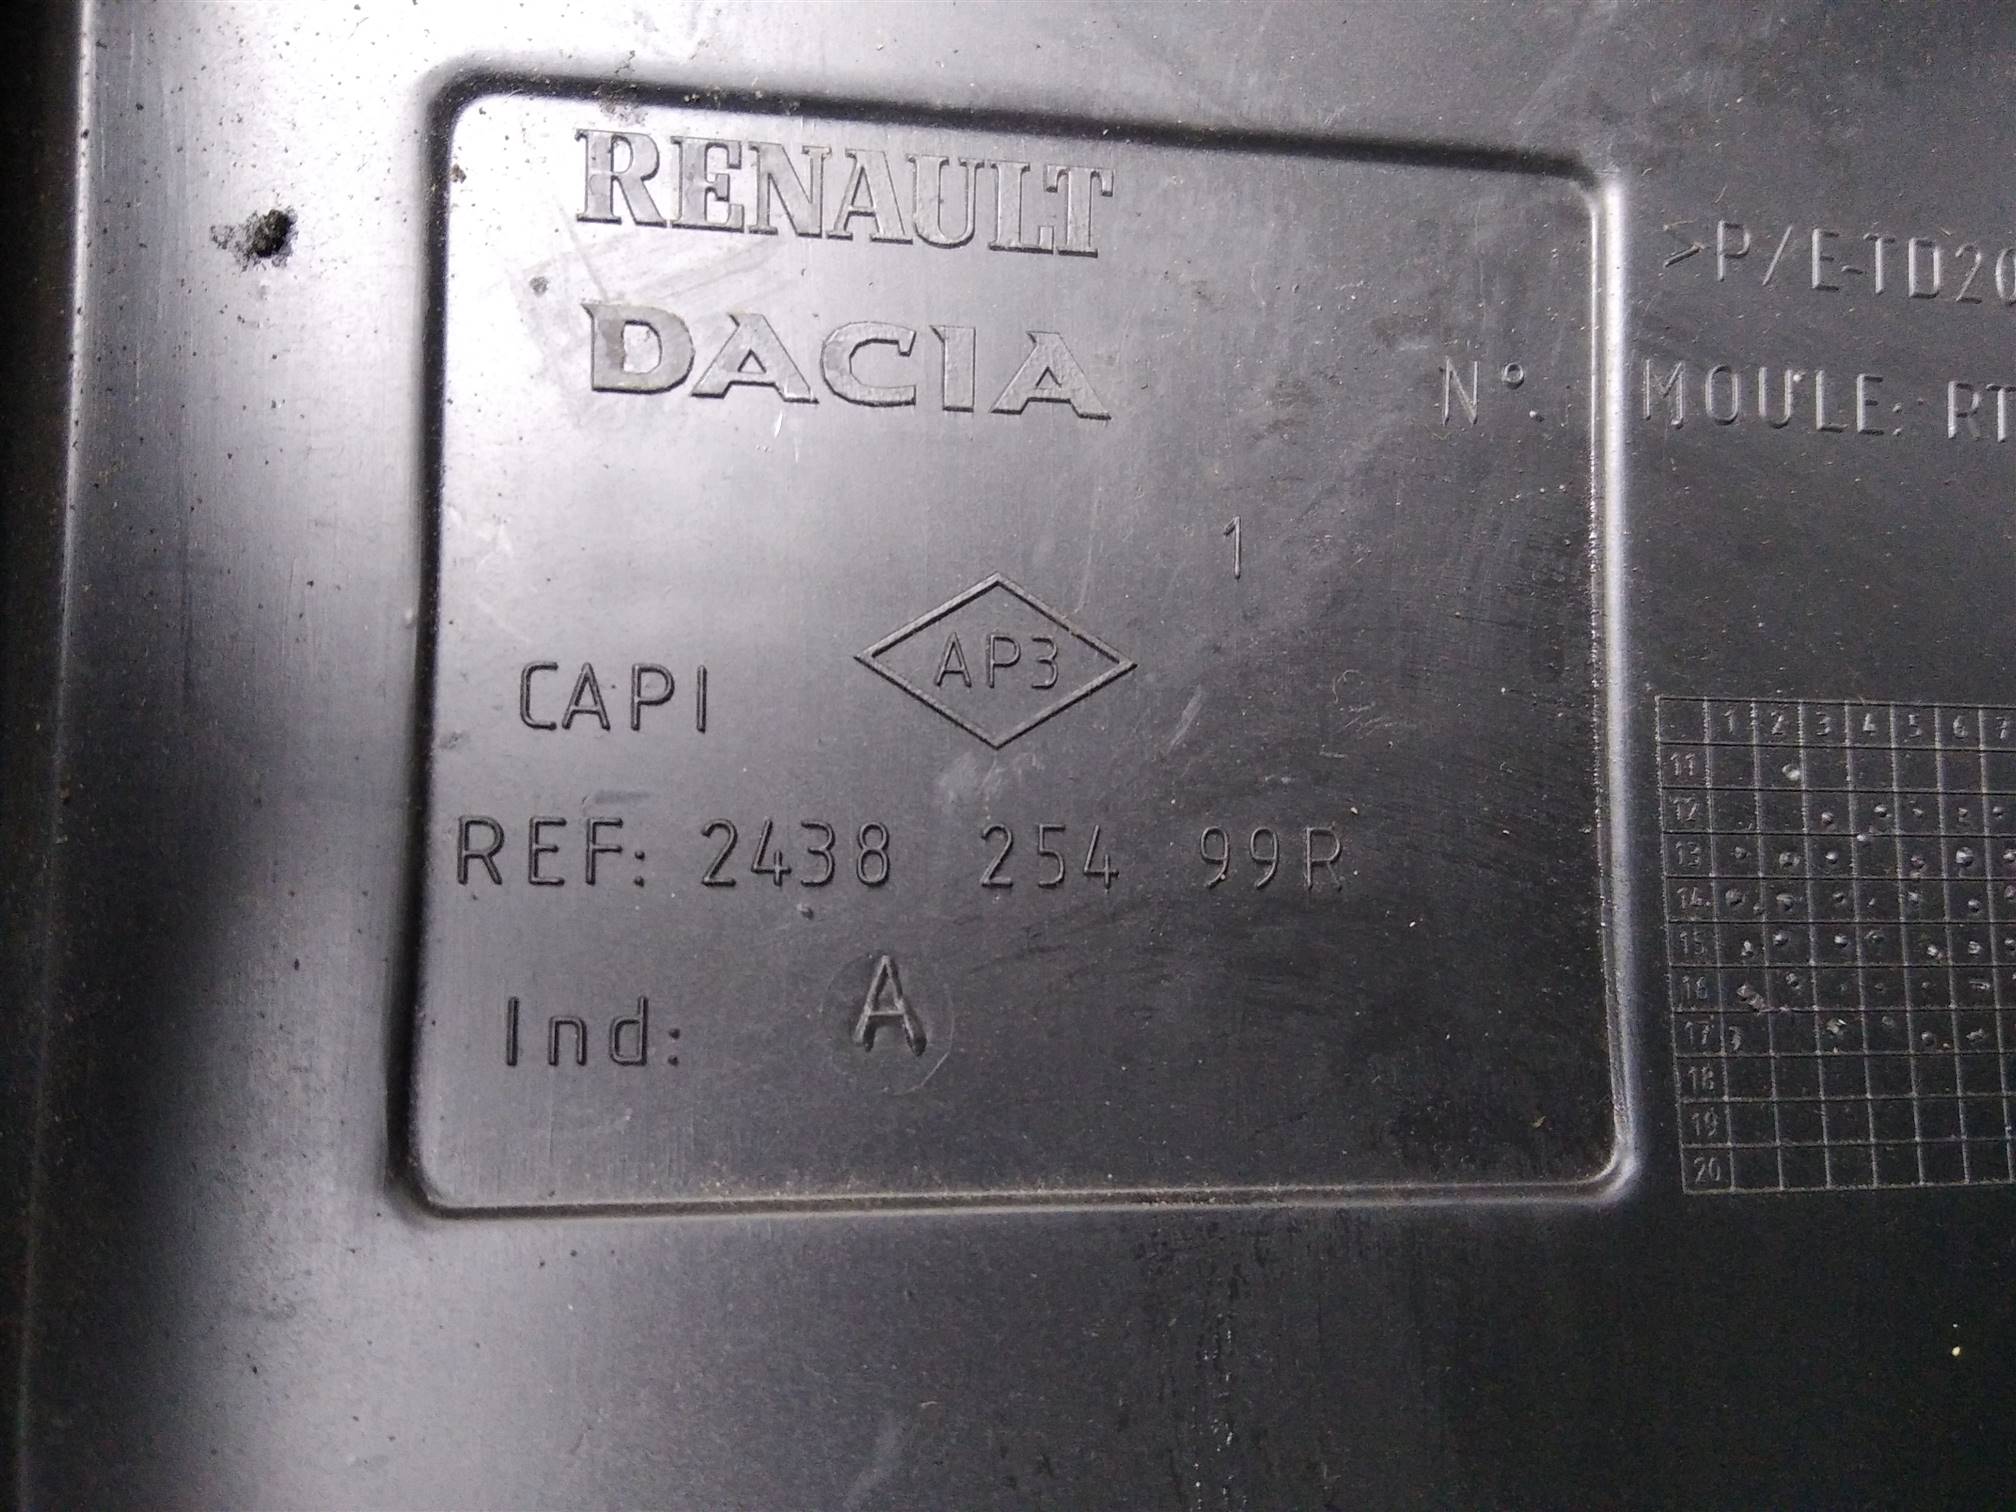 RENAULT
DACIA
>P/E-TD20
N°. MOULE: RT
1
AP3
CAPI
REF: 2438 254 99R
Ind: A
1 2 3 4 5 6 7
11
12
13
14
15
16
17
18
19
20